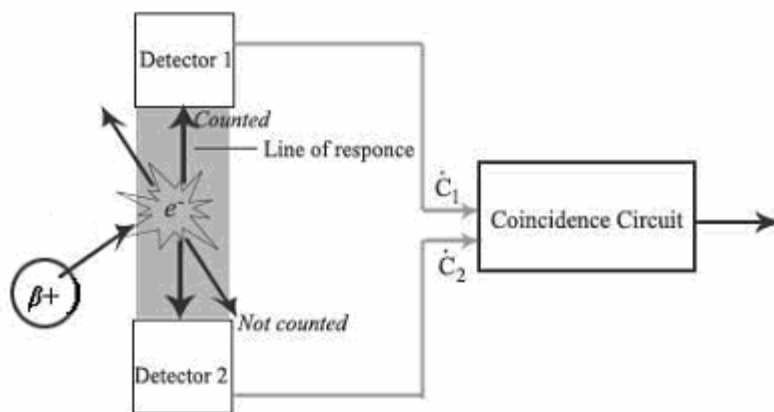 Detector 1
Counted
Line of responce
e-
Ċ1
Coincidence Circuit
Ċ2
β+
Not counted
Detector 2